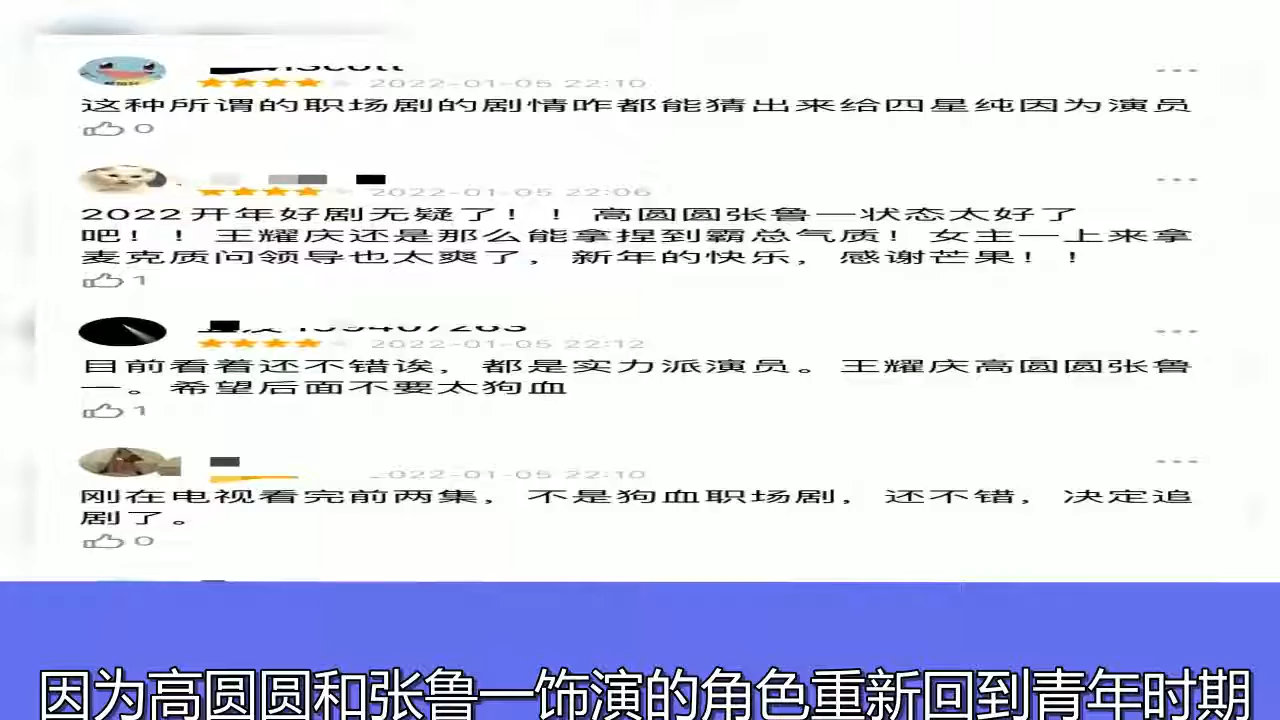 2022-01-05 22:10
这种所谓的职场剧的剧情咋都能猜出来给四星纯因为演员
0
2022-01-05 22:06
2022开年好剧无疑了！！高圆圆张鲁一状态太好了
吧！！王耀庆还是那么能拿捏到霸总气质！女主一上来拿
麦克质问领导也太爽了，新年的快乐，感谢芒果！！
1
2022-01-05 22:12
目前看着还不错诶，都是实力派演员。王耀庆高圆圆张鲁
一。希望后面不要太狗血
1
2022-01-05 22:10
刚在电视看完前两集，不是狗血职场剧，还不错，决定追
剧了。
0
因为高圆圆和张鲁一饰演的角色重新回到青年时期